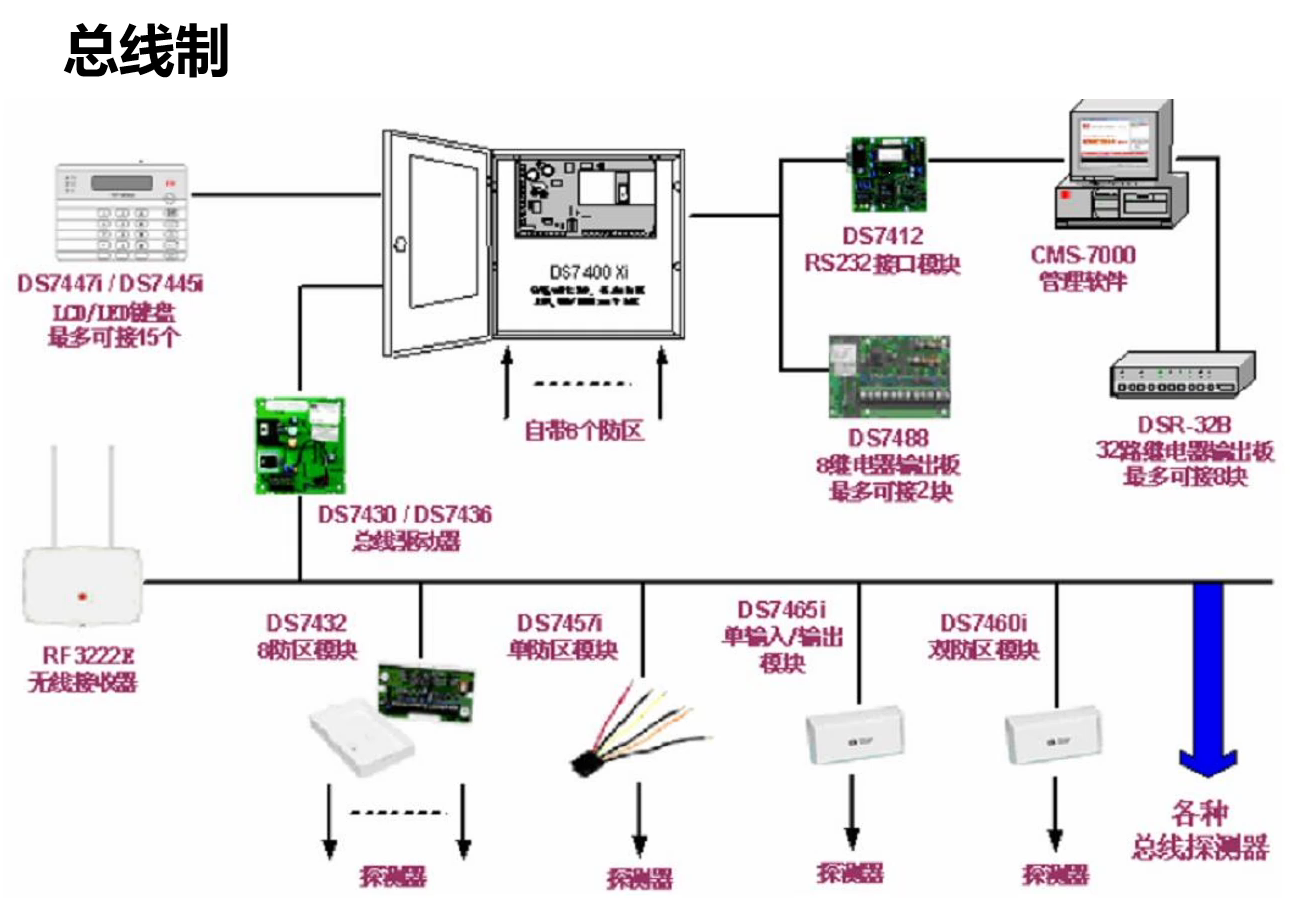 总线制
DS7447i / DS7445i
LCD/LED键盘
最多可接15个
DS7400 Xi
自带8个防区
DS7412
RS232接口模块
CMS-7000
管理软件
DS7488
8继电器输出板
最多可接2块
DSR-32B
32路继电器输出板
最多可接8块
DS7430 / DS7436
总线驱动器
RF3222E
无线接收器
DS7432
8防区模块
DS7457i
单防区模块
DS7465i
单输入/输出
模块
DS7460i
双防区模块
探测器
探测器
探测器
探测器
各种
总线探测器